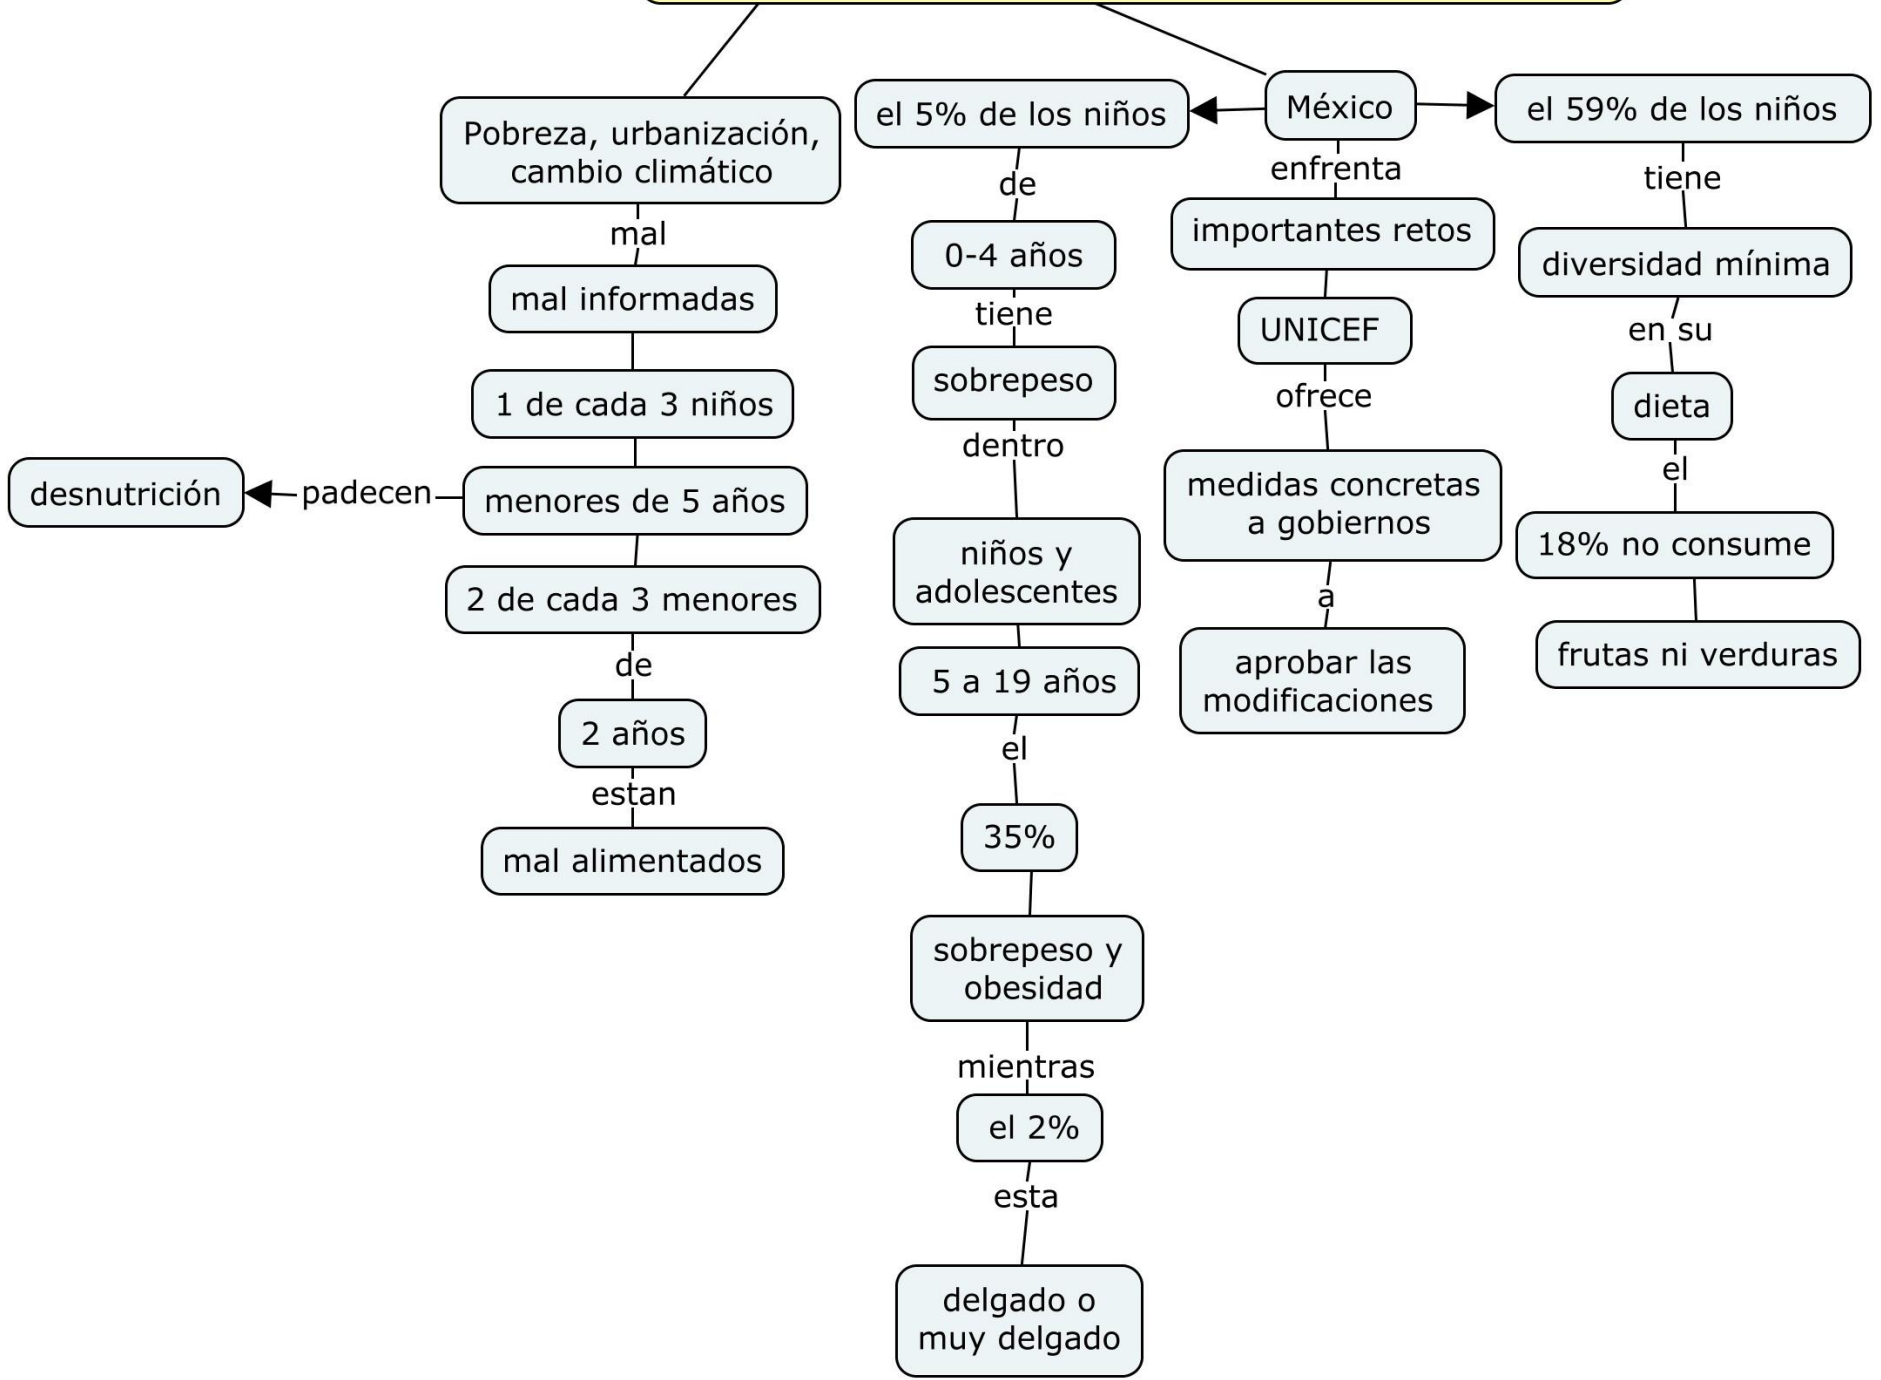 Pobreza, urbanización,
cambio climático
mal
mal informadas
1 de cada 3 niños
menores de 5 años
padecen
desnutrición
2 de cada 3 menores
de
2 años
estan
mal alimentados
México
el 5% de los niños
de
0-4 años
tiene
sobrepeso
dentro
niños y
adolescentes
5 a 19 años
el
35%
sobrepeso y
obesidad
mientras
el 2%
esta
delgado o
muy delgado
enfrenta
importantes retos
UNICEF
ofrece
medidas concretas
a gobiernos
a
aprobar las
modificaciones
el 59% de los niños
tiene
diversidad mínima
en su
dieta
el
18% no consume
frutas ni verduras